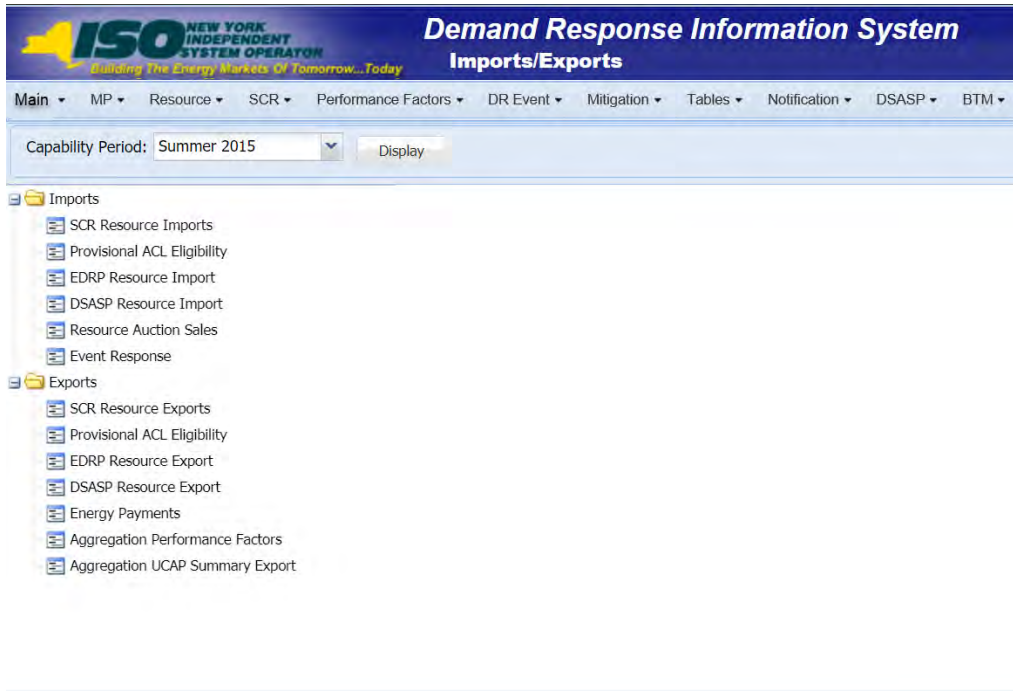 ISO NEW YORK
INDEPENDENT
SYSTEM OPERATOR
Building The Energy Markets Of Tomorrow...Today
Demand Response Information System
Imports/Exports
Main MP Resource SCR Performance Factors DR Event Mitigation Tables Notification DSASP BTM
Capability Period: Summer 2015 Display
Imports
SCR Resource Imports
Provisional ACL Eligibility
EDRP Resource Import
DSASP Resource Import
Resource Auction Sales
Event Response
Exports
SCR Resource Exports
Provisional ACL Eligibility
EDRP Resource Export
DSASP Resource Export
Energy Payments
Aggregation Performance Factors
Aggregation UCAP Summary Export